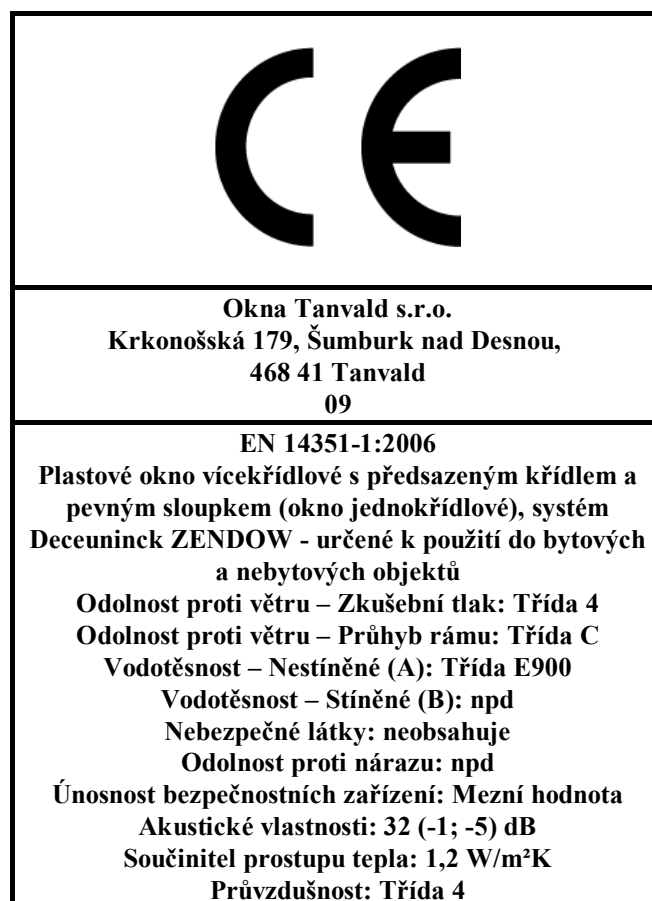 CE
Okna Tanvald s.r.o.
Krkonošská 179, Šumburk nad Desnou,
468 41 Tanvald
09
EN 14351-1:2006
Plastové okno vícekřídlové s předsazeným křídlem a
pevným sloupkem (okno jednokřídlové), systém
Deceuninck ZENDOW - určené k použití do bytových
a nebytových objektů
Odolnost proti větru – Zkušební tlak: Třída 4
Odolnost proti větru – Průhyb rámu: Třída C
Vodotěsnost – Nestíněné (A): Třída E900
Vodotěsnost – Stíněné (B): npd
Nebezpečné látky: neobsahuje
Odolnost proti nárazu: npd
Únosnost bezpečnostních zařízení: Mezní hodnota
Akustické vlastnosti: 32 (-1; -5) dB
Součinitel prostupu tepla: 1,2 W/m²K
Průvzdušnost: Třída 4